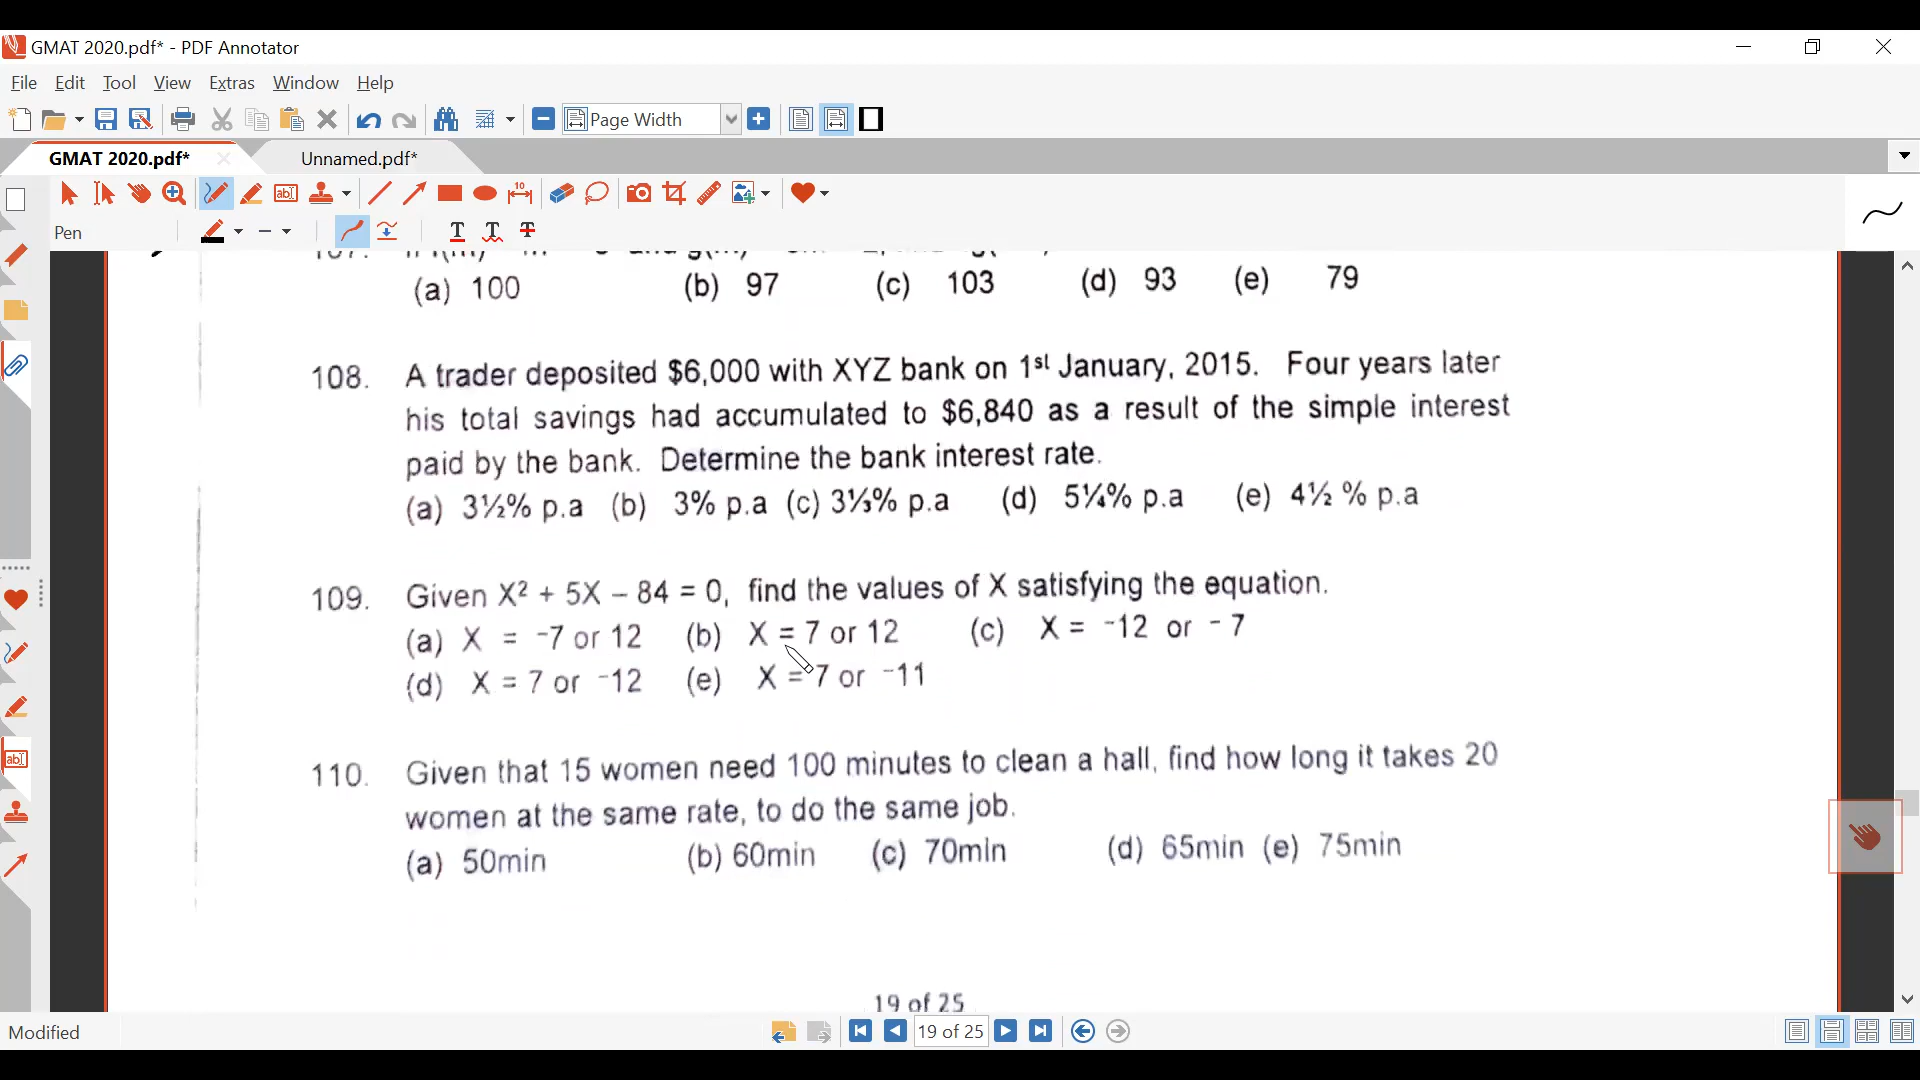 GMAT 2020.pdf* - PDF Annotator
File Edit Tool View Extras Window Help
Page Width
GMAT 2020.pdf* Unnamed.pdf*
Pen
(a) 100 (b) 97 (c) 103 (d) 93 (e) 79
108. A trader deposited $6,000 with XYZ bank on 1st January, 2015. Four years later
his total savings had accumulated to $6,840 as a result of the simple interest
paid by the bank. Determine the bank interest rate.
(a) 3½% p.a (b) 3% p.a (c) 3⅓% p.a (d) 5¼% p.a (e) 4½ % p.a
109. Given X² + 5X – 84 = 0, find the values of X satisfying the equation.
(a) X = ⁻7 or 12 (b) X = 7 or 12 (c) X = ⁻12 or ⁻7
(d) X = 7 or ⁻12 (e) X = 7 or ⁻11
110. Given that 15 women need 100 minutes to clean a hall, find how long it takes 20
women at the same rate, to do the same job.
(a) 50min (b) 60min (c) 70min (d) 65min (e) 75min
19 of 25
Modified 19 of 25